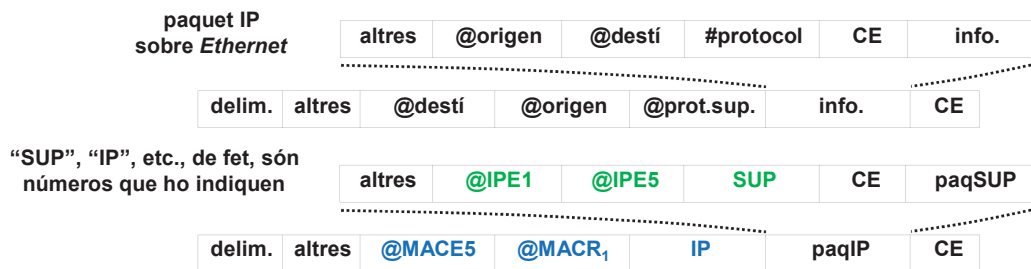 paquet IP
sobre Ethernet
altres @origen @destí #protocol CE info.
delim. altres @destí @origen @prot.sup. info. CE
“SUP”, “IP”, etc., de fet, són
números que ho indiquen
altres @IPE1 @IPE5 SUP CE paqSUP
delim. altres @MACE5 @MACR₁ IP paqIP CE